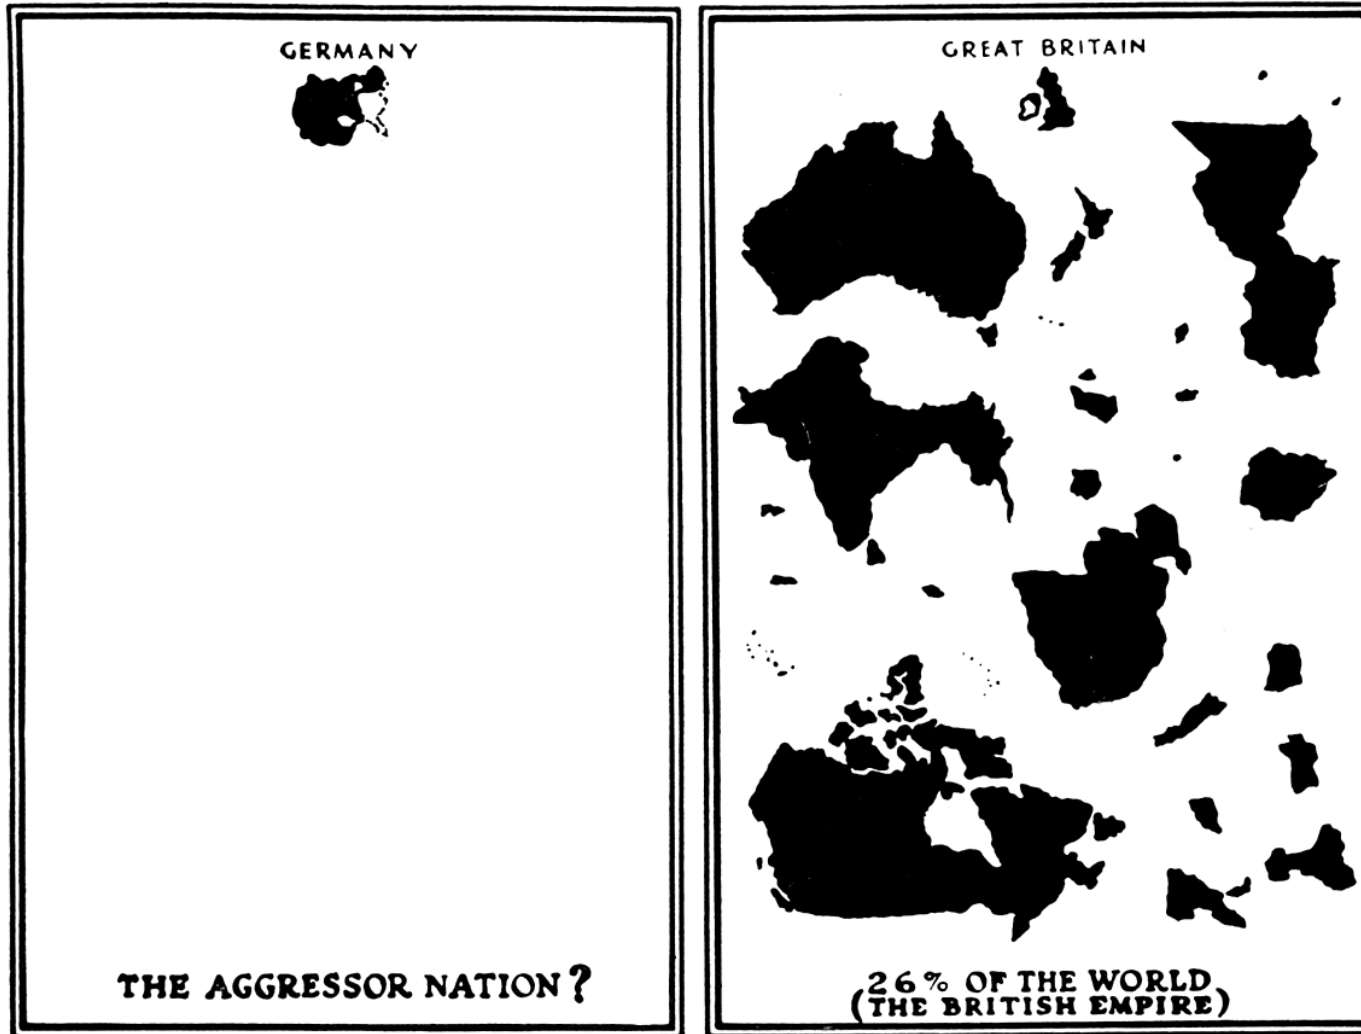 GERMANY
THE AGGRESSOR NATION?
GREAT BRITAIN
26% OF THE WORLD
(THE BRITISH EMPIRE)